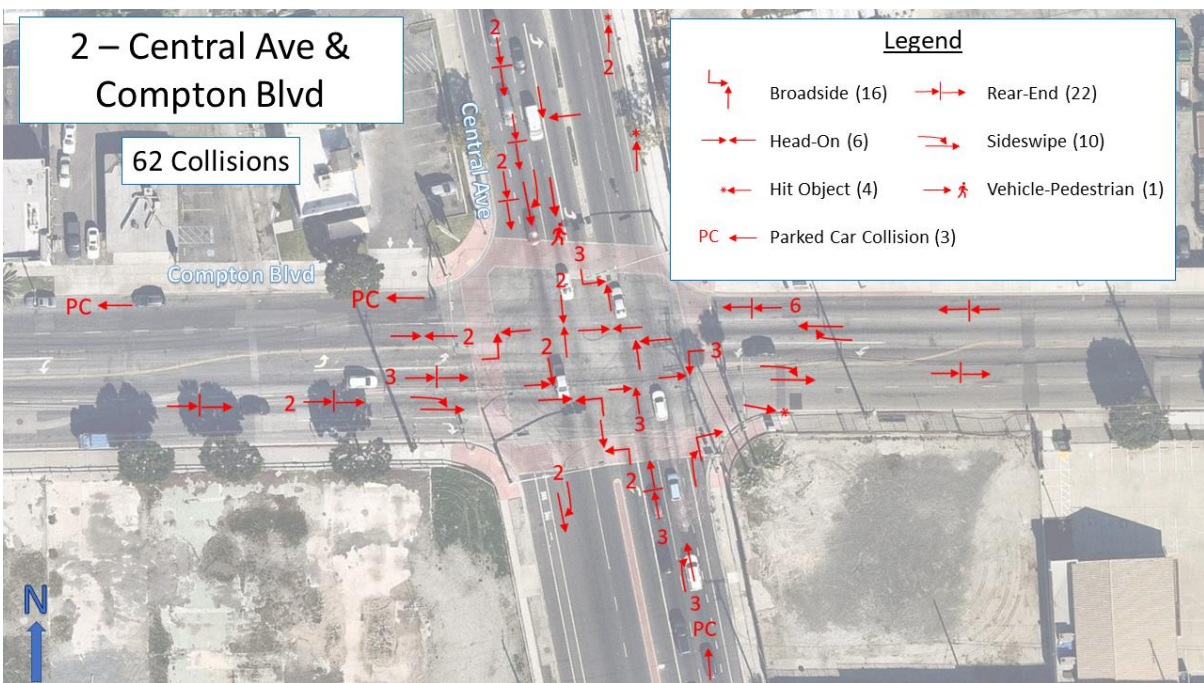 2 – Central Ave &
Compton Blvd
62 Collisions
Legend
Broadside (16)
Rear-End (22)
Head-On (6)
Sideswipe (10)
Hit Object (4)
Vehicle-Pedestrian (1)
PC
Parked Car Collision (3)
2
2
Central Ave
2
3
Compton Blvd
2
PC
PC
6
2
2
3
3
2
3
2
2
3
3
PC
N